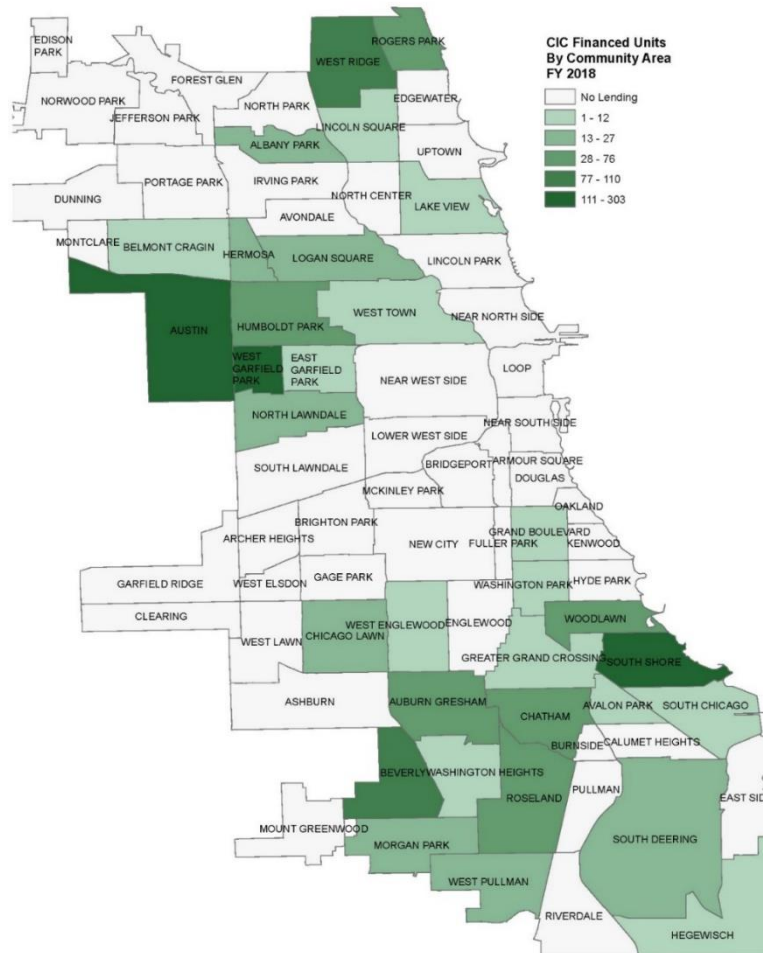 CIC Financed Units
By Community Area
FY 2018
No Lending
1 - 12
13 - 27
28 - 76
77 - 110
111 - 303
EDISON
PARK
NORWOOD PARK
JEFFERSON PARK
FOREST GLEN
NORTH PARK
WEST RIDGE
ROGERS PARK
EDGEWATER
LINCOLN SQUARE
ALBANY PARK
UPTOWN
DUNNING
PORTAGE PARK
IRVING PARK
NORTH CENTER
LAKE VIEW
AVONDALE
MONTCLARE
BELMONT CRAGIN
HERMOSA
LOGAN SQUARE
LINCOLN PARK
AUSTIN
HUMBOLDT PARK
WEST TOWN
NEAR NORTH SIDE
WEST
GARFIELD
PARK
EAST
GARFIELD
PARK
NEAR WEST SIDE
LOOP
NORTH LAWNDALE
NEAR SOUTH SIDE
LOWER WEST SIDE
SOUTH LAWNDALE
BRIDGEPORT
ARMOUR SQUARE
DOUGLAS
MCKINLEY PARK
OAKLAND
BRIGHTON PARK
ARCHER HEIGHTS
NEW CITY
FULLER PARK
GRAND BOULEVARD
KENWOOD
GARFIELD RIDGE
WEST ELSDON
GAGE PARK
WASHINGTON PARK
HYDE PARK
CLEARING
WEST LAWN
CHICAGO LAWN
WEST ENGLEWOOD
ENGLEWOOD
WOODLAWN
GREATER GRAND CROSSING
SOUTH SHORE
ASHBURN
AUBURN GRESHAM
CHATHAM
AVALON PARK
SOUTH CHICAGO
BURNSIDE
CALUMET HEIGHTS
BEVERLY
WASHINGTON HEIGHTS
ROSELAND
PULLMAN
EAST SID
MOUNT GREENWOOD
MORGAN PARK
SOUTH DEERING
WEST PULLMAN
RIVERDALE
HEGEWISCH